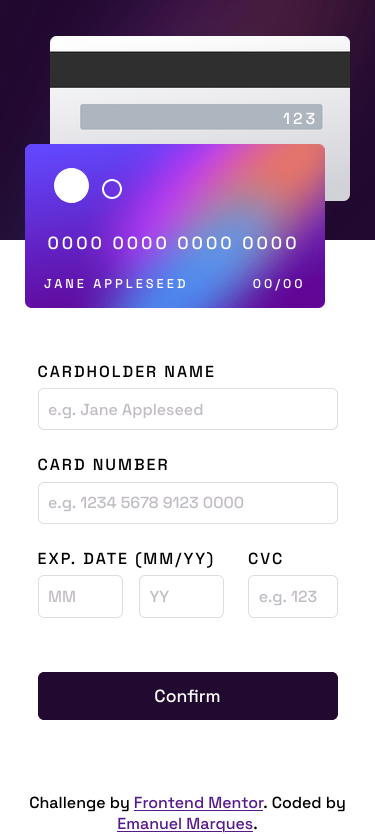 123
0000 0000 0000 0000
JANE APPLESEED 00/00
CARDHOLDER NAME
e.g. Jane Appleseed
CARD NUMBER
e.g. 1234 5678 9123 0000
EXP. DATE (MM/YY) CVC
MM YY e.g. 123
Confirm
Challenge by Frontend Mentor. Coded by
Emanuel Marques.